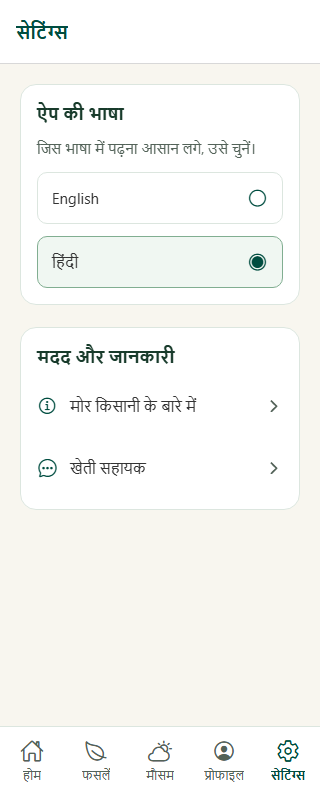 सेटिंग्स
ऐप की भाषा
जिस भाषा में पढ़ना आसान लगे, उसे चुनें।
English
हिंदी
मदद और जानकारी
मोर किसानी के बारे में
खेती सहायक
होम
फसलें
मौसम
प्रोफाइल
सेटिंग्स